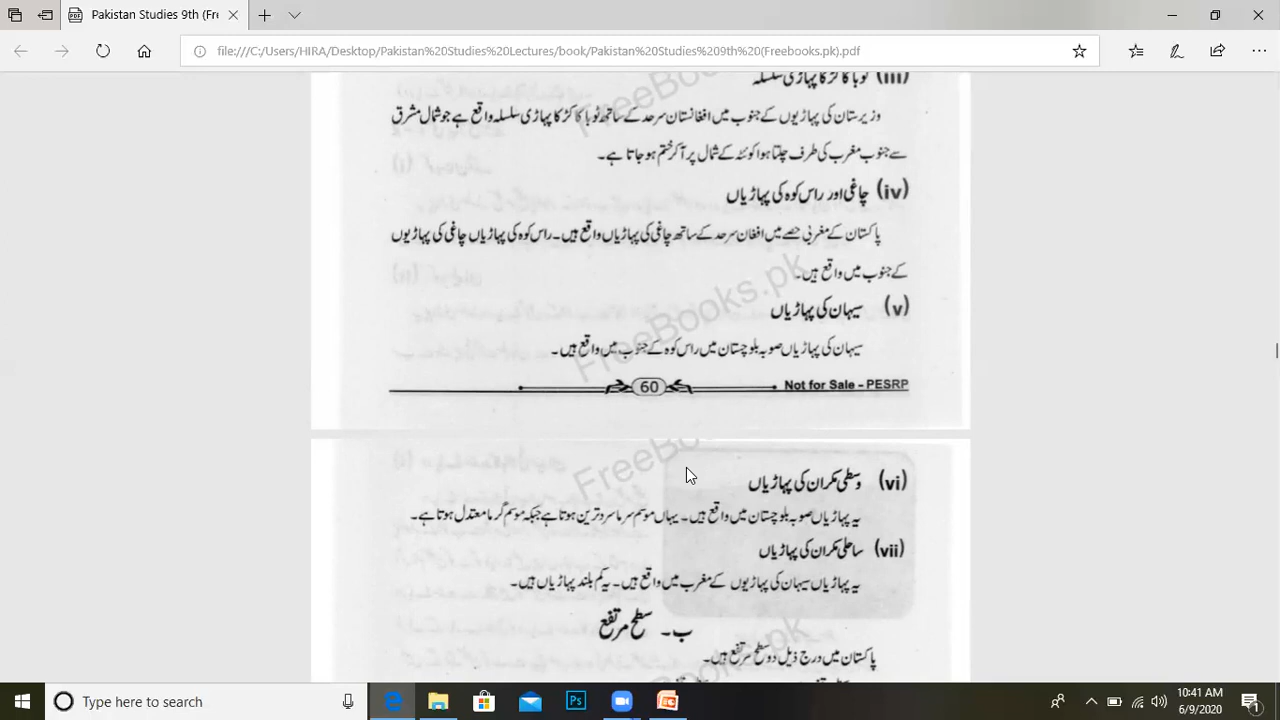 Pakistan Studies 9th (Fre
file:///C:/Users/HIRA/Desktop/Pakistan%20Studies%20Lectures/book/Pakistan%20Studies%209th%20(Freebooks.pk).pdf
(iii) ٹوبا کاکڑ کا پہاڑی سلسلہ
وزیرستان کی پہاڑیوں کے جنوب میں افغانستان سرحد کے ساتھ ٹوبا کاکڑ کا پہاڑی سلسلہ واقع ہے جو شمال مشرق
سے جنوب مغرب کی طرف چلتا ہوا کوئٹہ کے شمال پر آ کر ختم ہو جاتا ہے۔
(iv) چاغی اور راس کوہ کی پہاڑیاں
پاکستان کے مغربی حصے میں افغان سرحد کے ساتھ چاغی کی پہاڑیاں واقع ہیں۔ راس کوہ کی پہاڑیاں چاغی کی پہاڑیوں
کے جنوب میں واقع ہیں۔
(v) سیہان کی پہاڑیاں
سیہان کی پہاڑیاں صوبہ بلوچستان میں راس کوہ کے جنوب میں واقع ہیں۔
60
Not for Sale - PESRP
FreeBooks.pk
(vi) وسطی مکران کی پہاڑیاں
یہ پہاڑیاں صوبہ بلوچستان میں واقع ہیں۔ یہاں موسم سرما سرد ترین ہوتا ہے جبکہ موسم گرما معتدل ہوتا ہے۔
(vii) ساحلی مکران کی پہاڑیاں
یہ پہاڑیاں سیہان کی پہاڑیوں کے مغرب میں واقع ہیں۔ یہ کم بلند پہاڑیاں ہیں۔
ب۔ سطح مرتفع
پاکستان میں درج ذیل دو سطح مرتفع ہیں۔
Type here to search
Ps
10:41 AM
6/9/2020